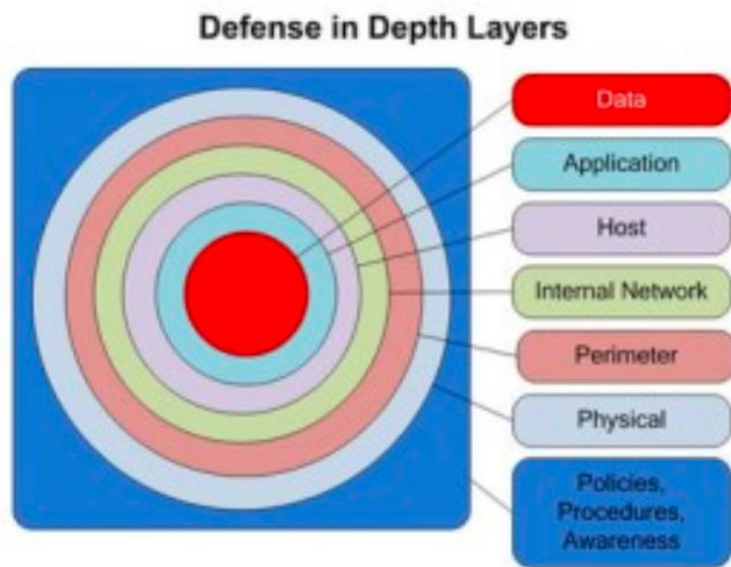 Defense in Depth Layers
Data
Application
Host
Internal Network
Perimeter
Physical
Policies,
Procedures,
Awareness